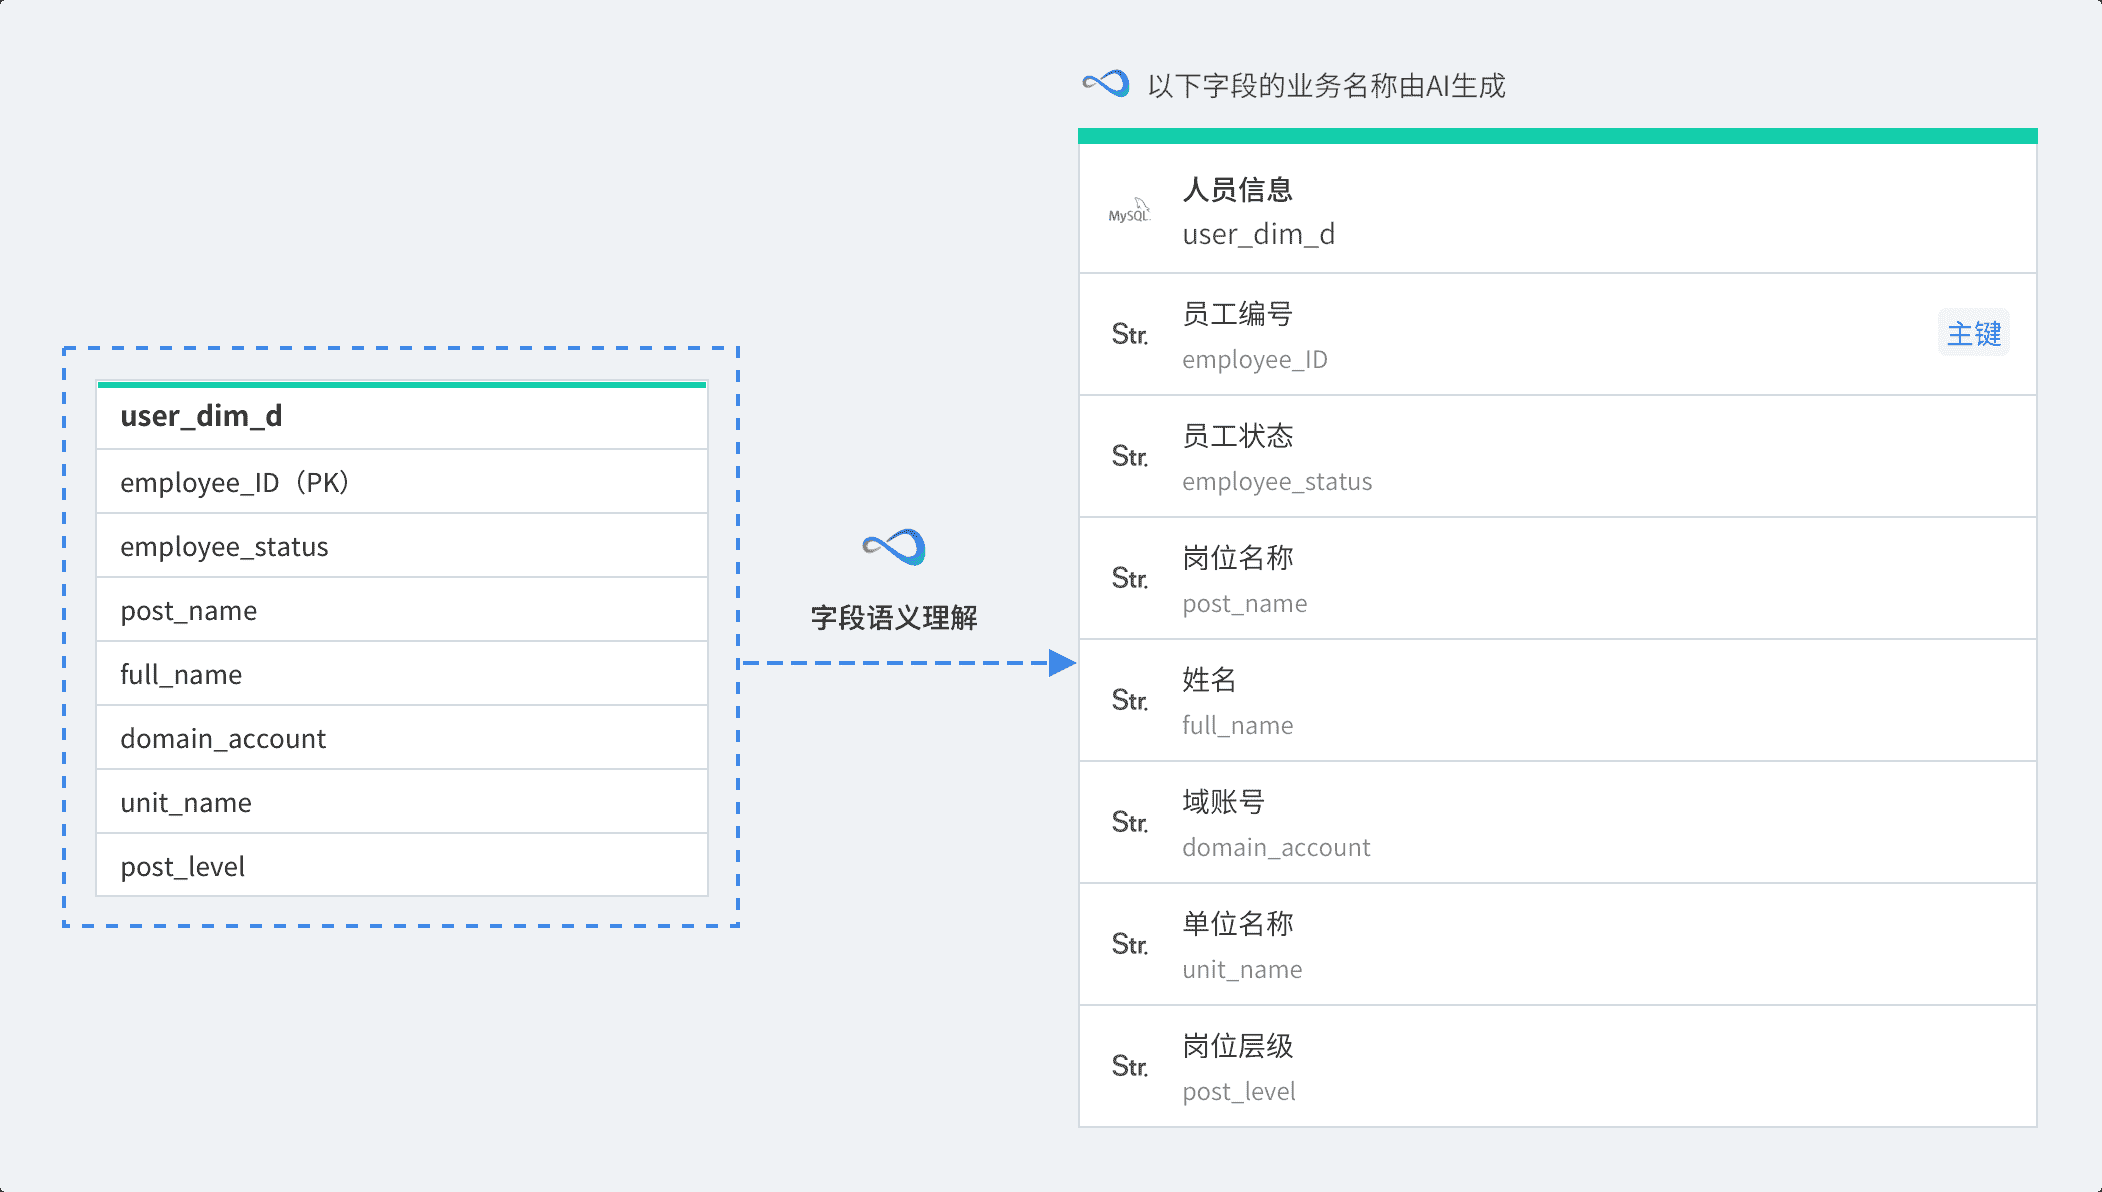 user_dim_d
employee_ID（PK）
employee_status
post_name
full_name
domain_account
unit_name
post_level
字段语义理解
以下字段的业务名称由AI生成
MySQL
人员信息
user_dim_d
Str.
员工编号
employee_ID
主键
Str.
员工状态
employee_status
Str.
岗位名称
post_name
Str.
姓名
full_name
Str.
域账号
domain_account
Str.
单位名称
unit_name
Str.
岗位层级
post_level